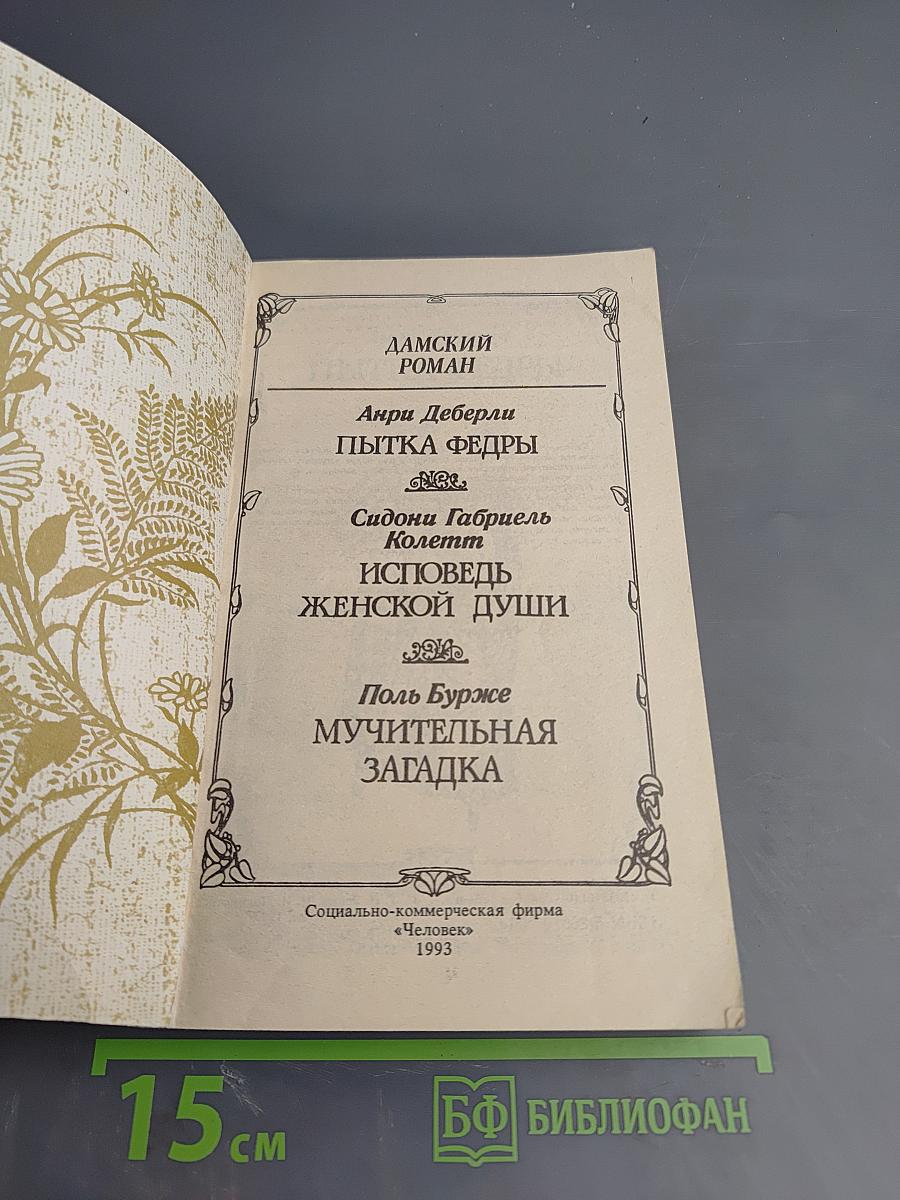 ДАМСКИЙ
РОМАН
Анри Деберли
ПЫТКА ФЕДРЫ
Сидони Габриель
Колетт
ИСПОВЕДЬ
ЖЕНСКОЙ ДУШИ
Поль Бурже
МУЧИТЕЛЬНАЯ
ЗАГАДКА
Социально-коммерческая фирма
«Человек»
1993
15 см
БФ БИБЛИОФАН